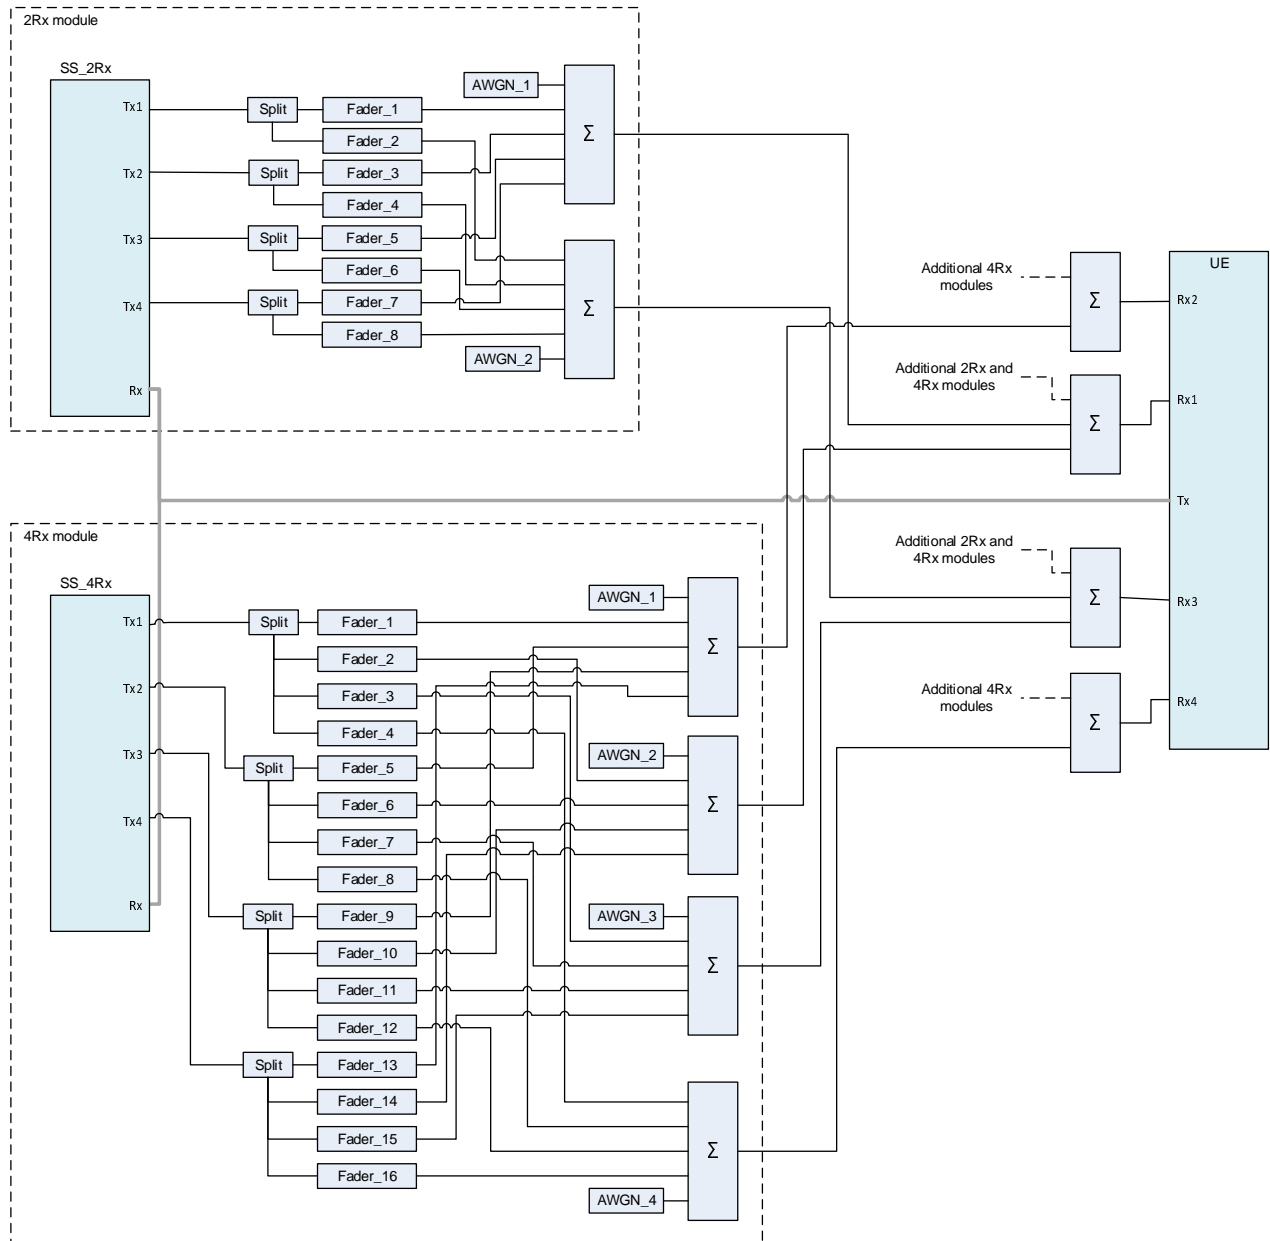 2Rx module
SS_2Rx
Tx1
Tx2
Tx3
Tx4
Rx
Split
Fader_1
Fader_2
Split
Fader_3
Fader_4
Split
Fader_5
Fader_6
Split
Fader_7
Fader_8
AWGN_1
Σ
Σ
AWGN_2
4Rx module
SS_4Rx
Tx1
Tx2
Tx3
Tx4
Rx
Split
Fader_1
Fader_2
Fader_3
Fader_4
Split
Fader_5
Fader_6
Fader_7
Fader_8
Split
Fader_9
Fader_10
Fader_11
Fader_12
Split
Fader_13
Fader_14
Fader_15
Fader_16
AWGN_1
Σ
AWGN_2
Σ
AWGN_3
Σ
Σ
AWGN_4
Additional 4Rx
modules
Σ
Additional 2Rx and
4Rx modules
Σ
Additional 2Rx and
4Rx modules
Σ
Additional 4Rx
modules
Σ
UE
Rx2
Rx1
Tx
Rx3
Rx4